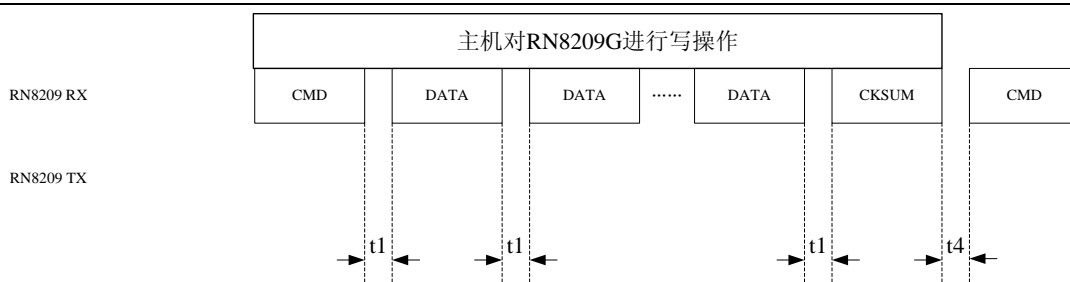 主机对RN8209G进行写操作
RN8209 RX CMD DATA DATA ...... DATA CKSUM CMD
RN8209 TX
t1 t1 t1 t4